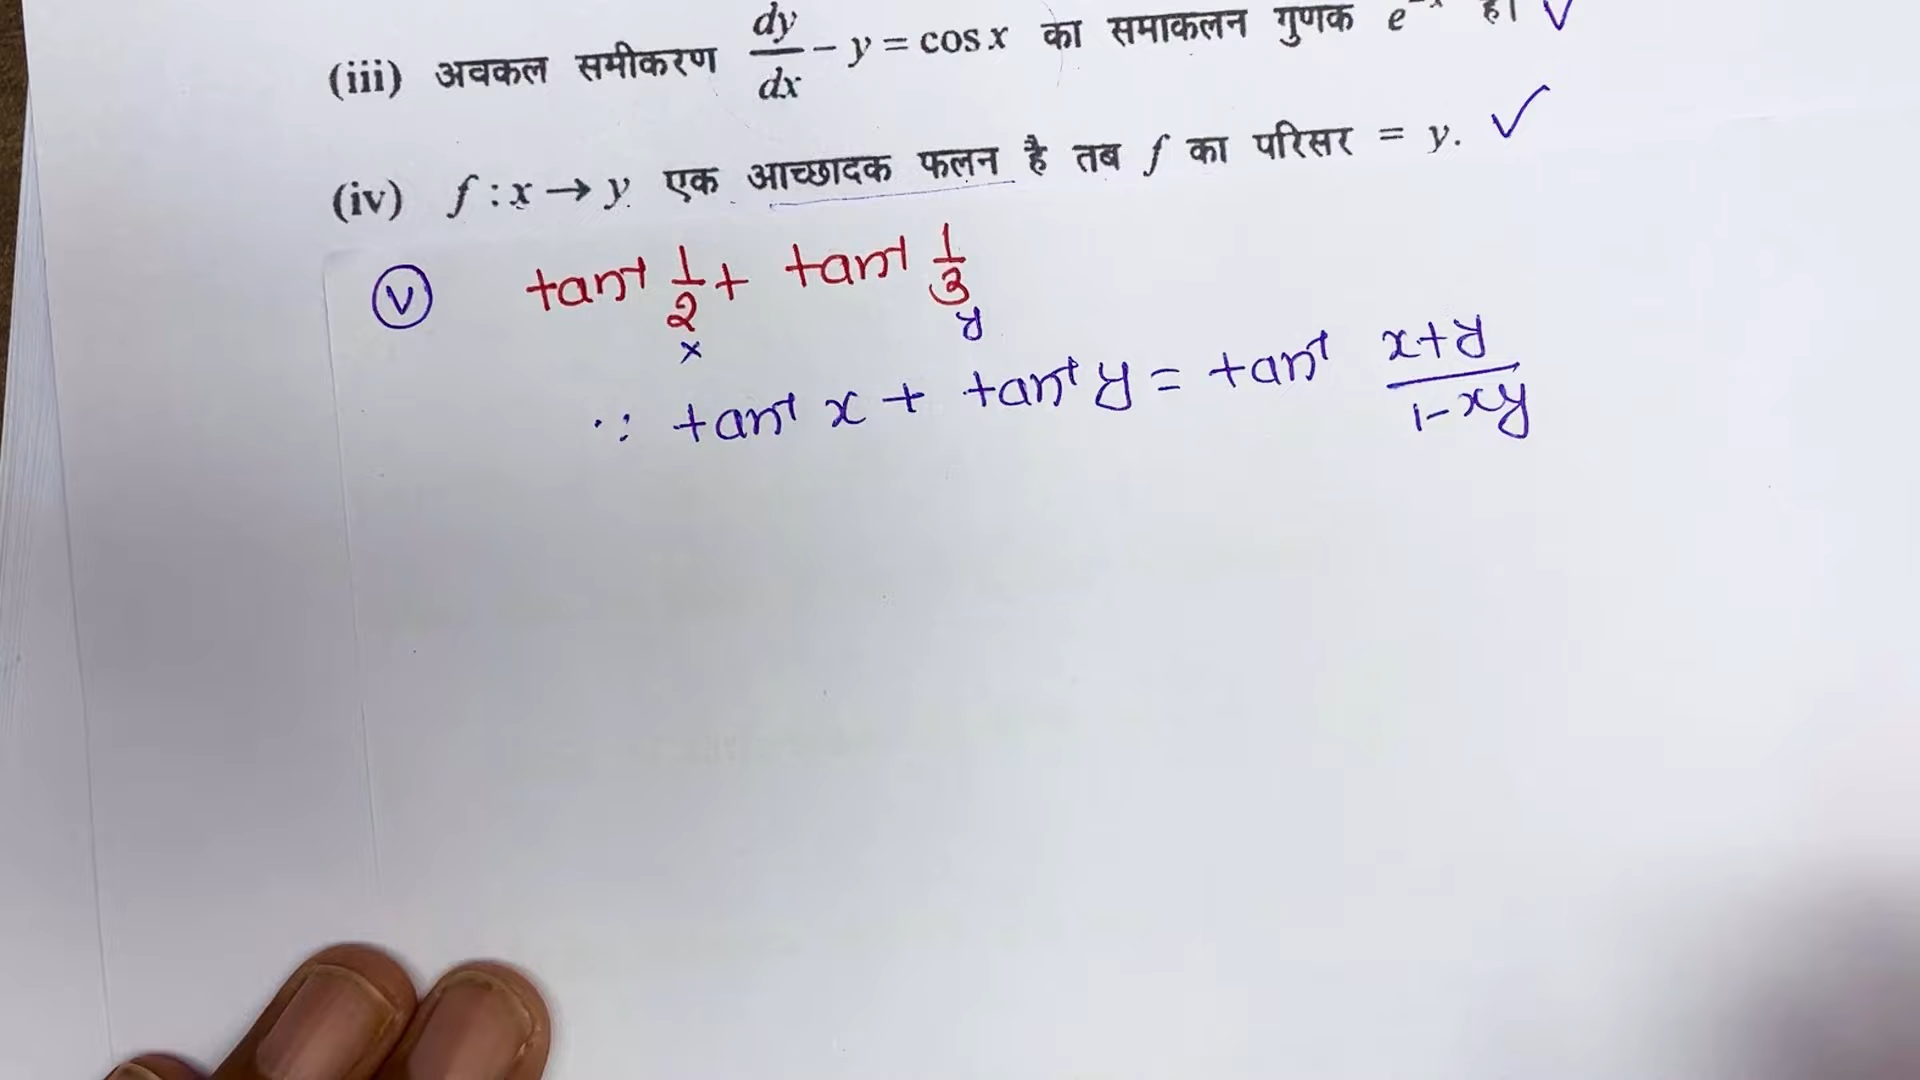 (iii) अवकल समीकरण dy/dx − y = cos x का समाकलन गुणक e^−x है। ✓
(iv) f : x → y एक आच्छादक फलन है तब f का परिसर = y. ✓
(v) tan⁻¹ 1/2 + tan⁻¹ 1/3
x y
∵ tan⁻¹ x + tan⁻¹ y = tan⁻¹ (x+y)/(1−xy)